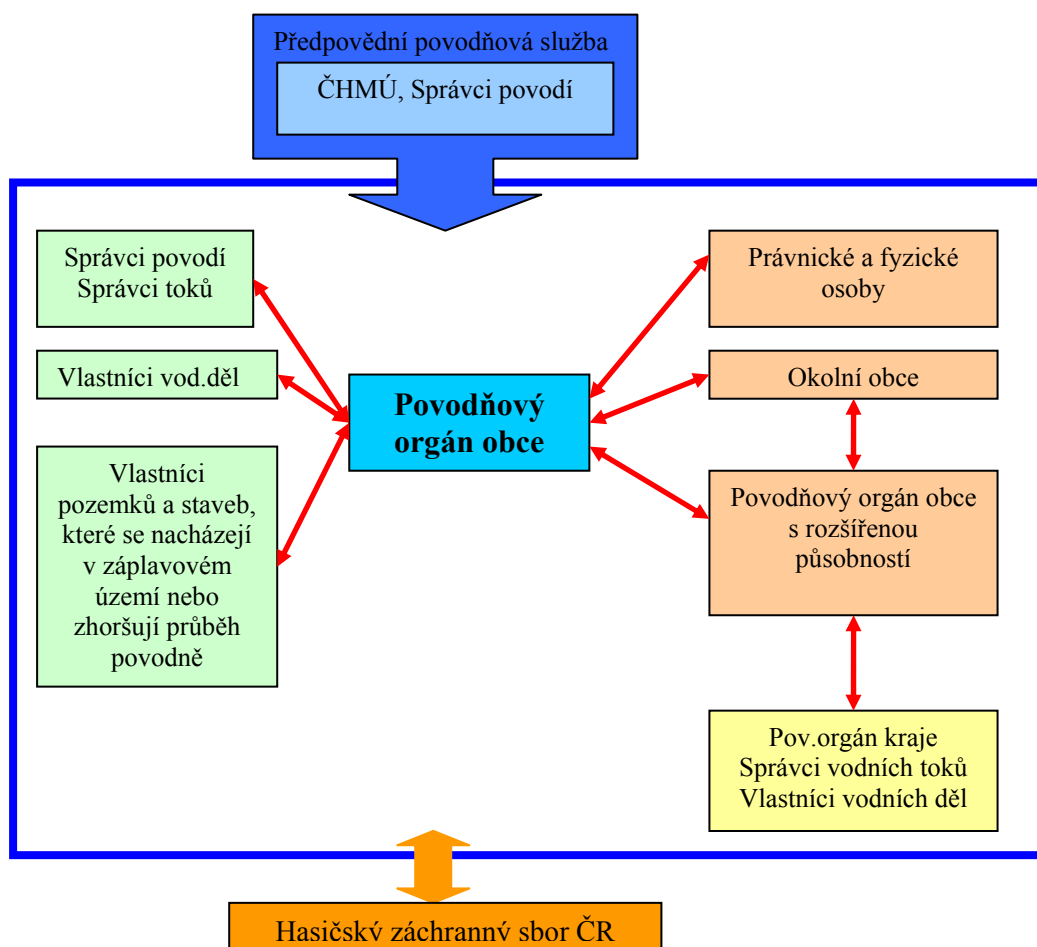 Předpovědní povodňová služba
ČHMÚ, Správci povodí
Správci povodí
Správci toků
Vlastníci vod.děl
Vlastníci
pozemků a staveb,
které se nacházejí
v záplavovém
území nebo
zhoršují průběh
povodně
Povodňový
orgán obce
Právnické a fyzické
osoby
Okolní obce
Povodňový orgán obce
s rozšířenou
působností
Pov.orgán kraje
Správci vodních toků
Vlastníci vodních děl
Hasičský záchranný sbor ČR